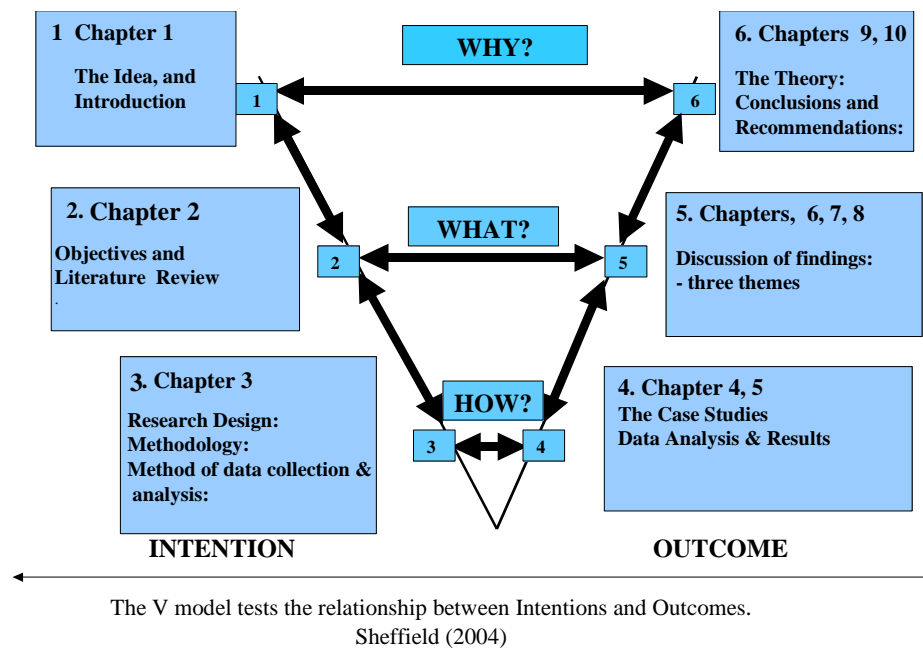 1 Chapter 1
The Idea, and
Introduction
WHY?
6. Chapters 9, 10
The Theory:
Conclusions and
Recommendations:
1
6
2. Chapter 2
Objectives and
Literature Review
.
WHAT?
5. Chapters, 6, 7, 8
Discussion of findings:
- three themes
2
5
3. Chapter 3
Research Design:
Methodology:
Method of data collection &
analysis:
HOW?
4. Chapter 4, 5
The Case Studies
Data Analysis & Results
3
4
INTENTION
OUTCOME
The V model tests the relationship between Intentions and Outcomes.
Sheffield (2004)